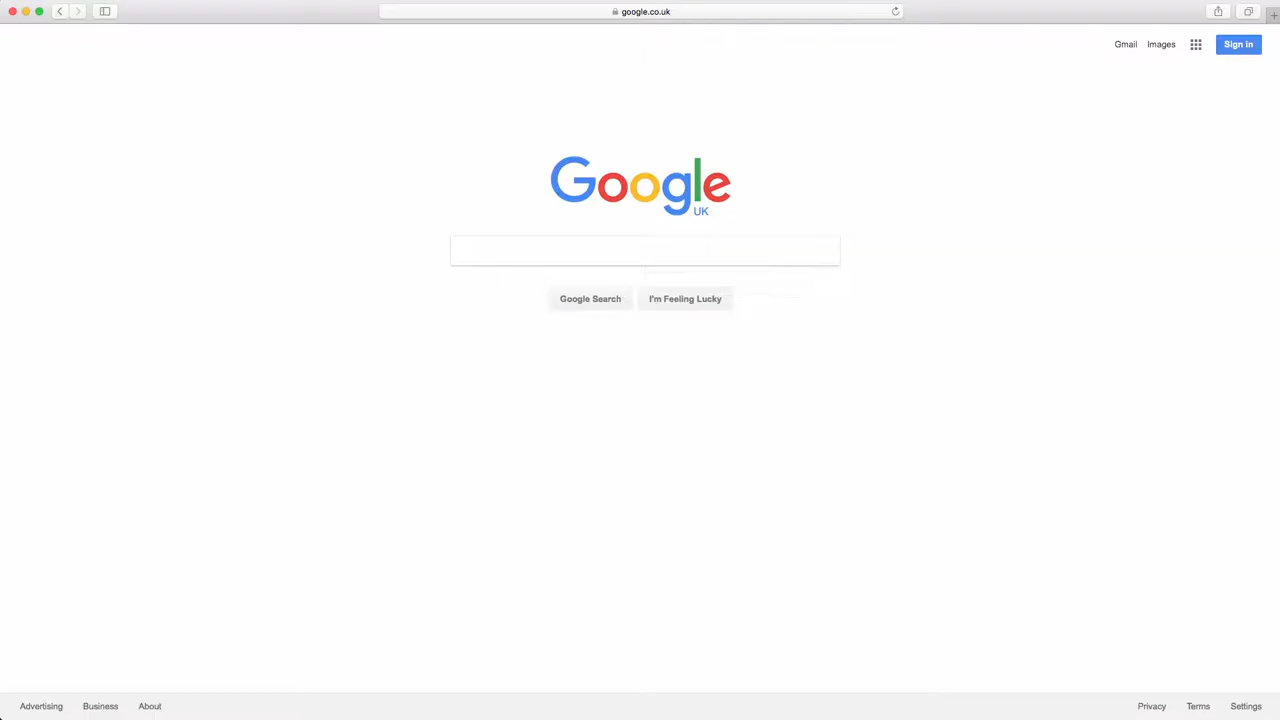 google.co.uk
Gmail Images Sign in
Google
UK
Google Search I'm Feeling Lucky
Advertising Business About Privacy Terms Settings